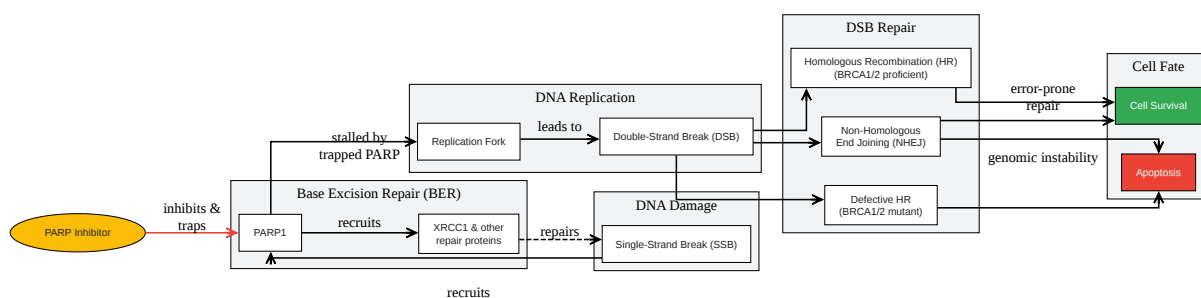 DSB Repair
Homologous Recombination (HR)
(BRCA1/2 proficient)
Cell Fate
error-prone
repair
Cell Survival
DNA Replication
leads to
stalled by
trapped PARP
Replication Fork
Double-Strand Break (DSB)
Non-Homologous
End Joining (NHEJ)
genomic instability
Apoptosis
Base Excision Repair (BER)
DNA Damage
Defective HR
(BRCA1/2 mutant)
inhibits &
traps
PARP Inhibitor
PARP1
recruits
XRCC1 & other
repair proteins
repairs
Single-Strand Break (SSB)
recruits